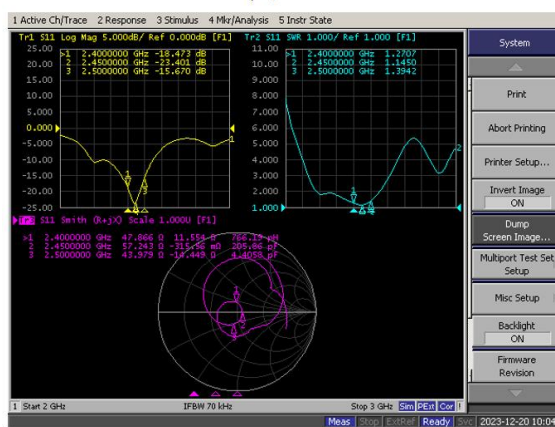 1 Active Ch/Trace 2 Response 3 Stimulus 4 Mkr/Analysis 5 Instr State
Tr1 S11 Log Mag 5.000dB/ Ref 0.000dB [F1]
25.00
20.00
15.00
10.00
5.000
0.000
-5.000
-10.00
-15.00
-20.00
-25.00
>1 2.4000000 GHz -18.473 dB
2 2.4500000 GHz -23.401 dB
3 2.5000000 GHz -15.670 dB
Tr2 S11 SWR 1.000/ Ref 1.000 [F1]
11.00
10.00
9.000
8.000
7.000
6.000
5.000
4.000
3.000
2.000
1.000
>1 2.4000000 GHz 1.2707
2 2.4500000 GHz 1.1450
3 2.5000000 GHz 1.3942
Tr3 S11 Smith (R+jX) Scale 1.000U [F1]
>1 2.4000000 GHz 47.866 Ω 11.554 Ω 766.19 pH
2 2.4500000 GHz 57.243 Ω -315.56 mΩ 205.86 pF
3 2.5000000 GHz 43.979 Ω -14.449 Ω 4.4058 pF
1 Start 2 GHz IFBW 70 kHz Stop 3 GHz Sim PExt Cor !
Meas Stop ExtRef Ready Svc 2023-12-20 10:04
System
Print
Abort Printing
Printer Setup...
Invert Image
ON
Dump
Screen Image...
Multiport Test Set
Setup
Misc Setup
Backlight
ON
Firmware
Revision